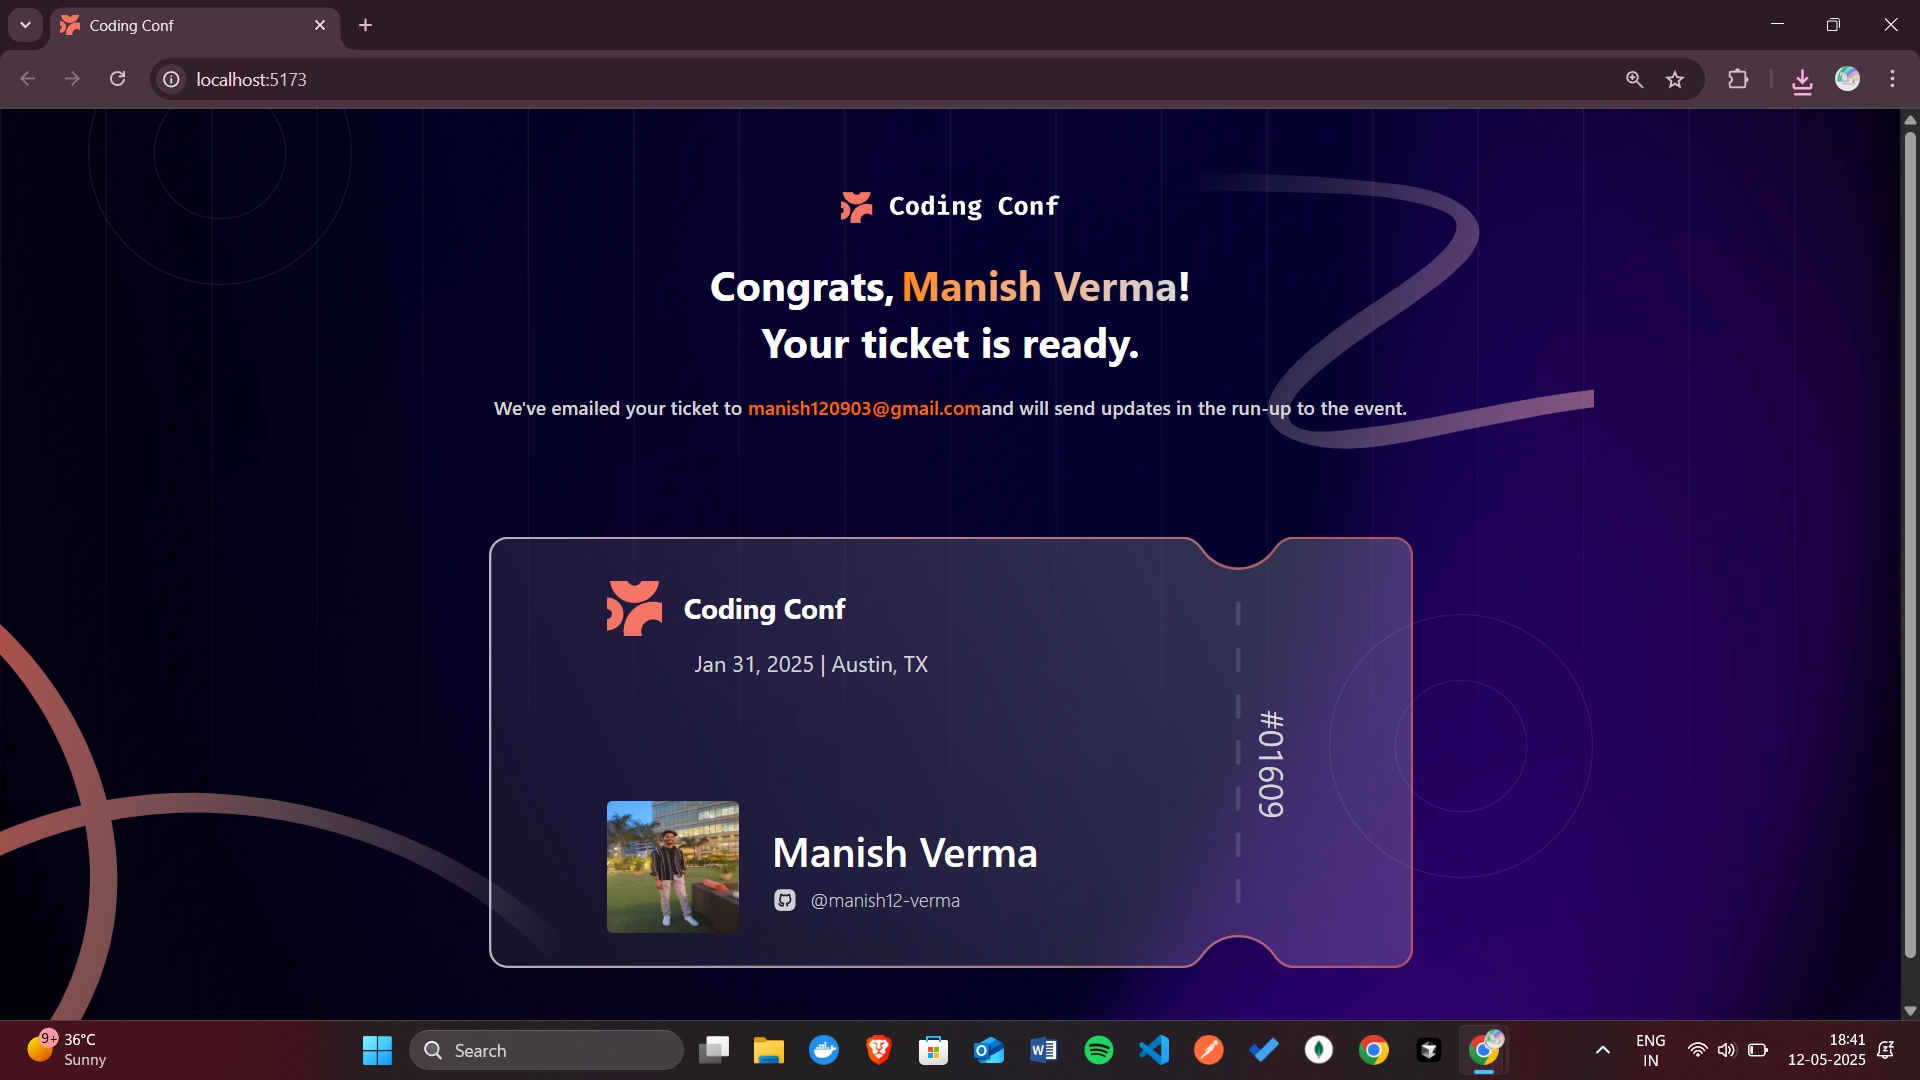 Coding Conf
localhost:5173
Coding Conf
Congrats, Manish Verma!
Your ticket is ready.
We've emailed your ticket to manish120903@gmail.comand will send updates in the run-up to the event.
Coding Conf
Jan 31, 2025 | Austin, TX
#01609
Manish Verma
@manish12-verma
9+
36°C
Sunny
Search
ENG
IN
18:41
12-05-2025